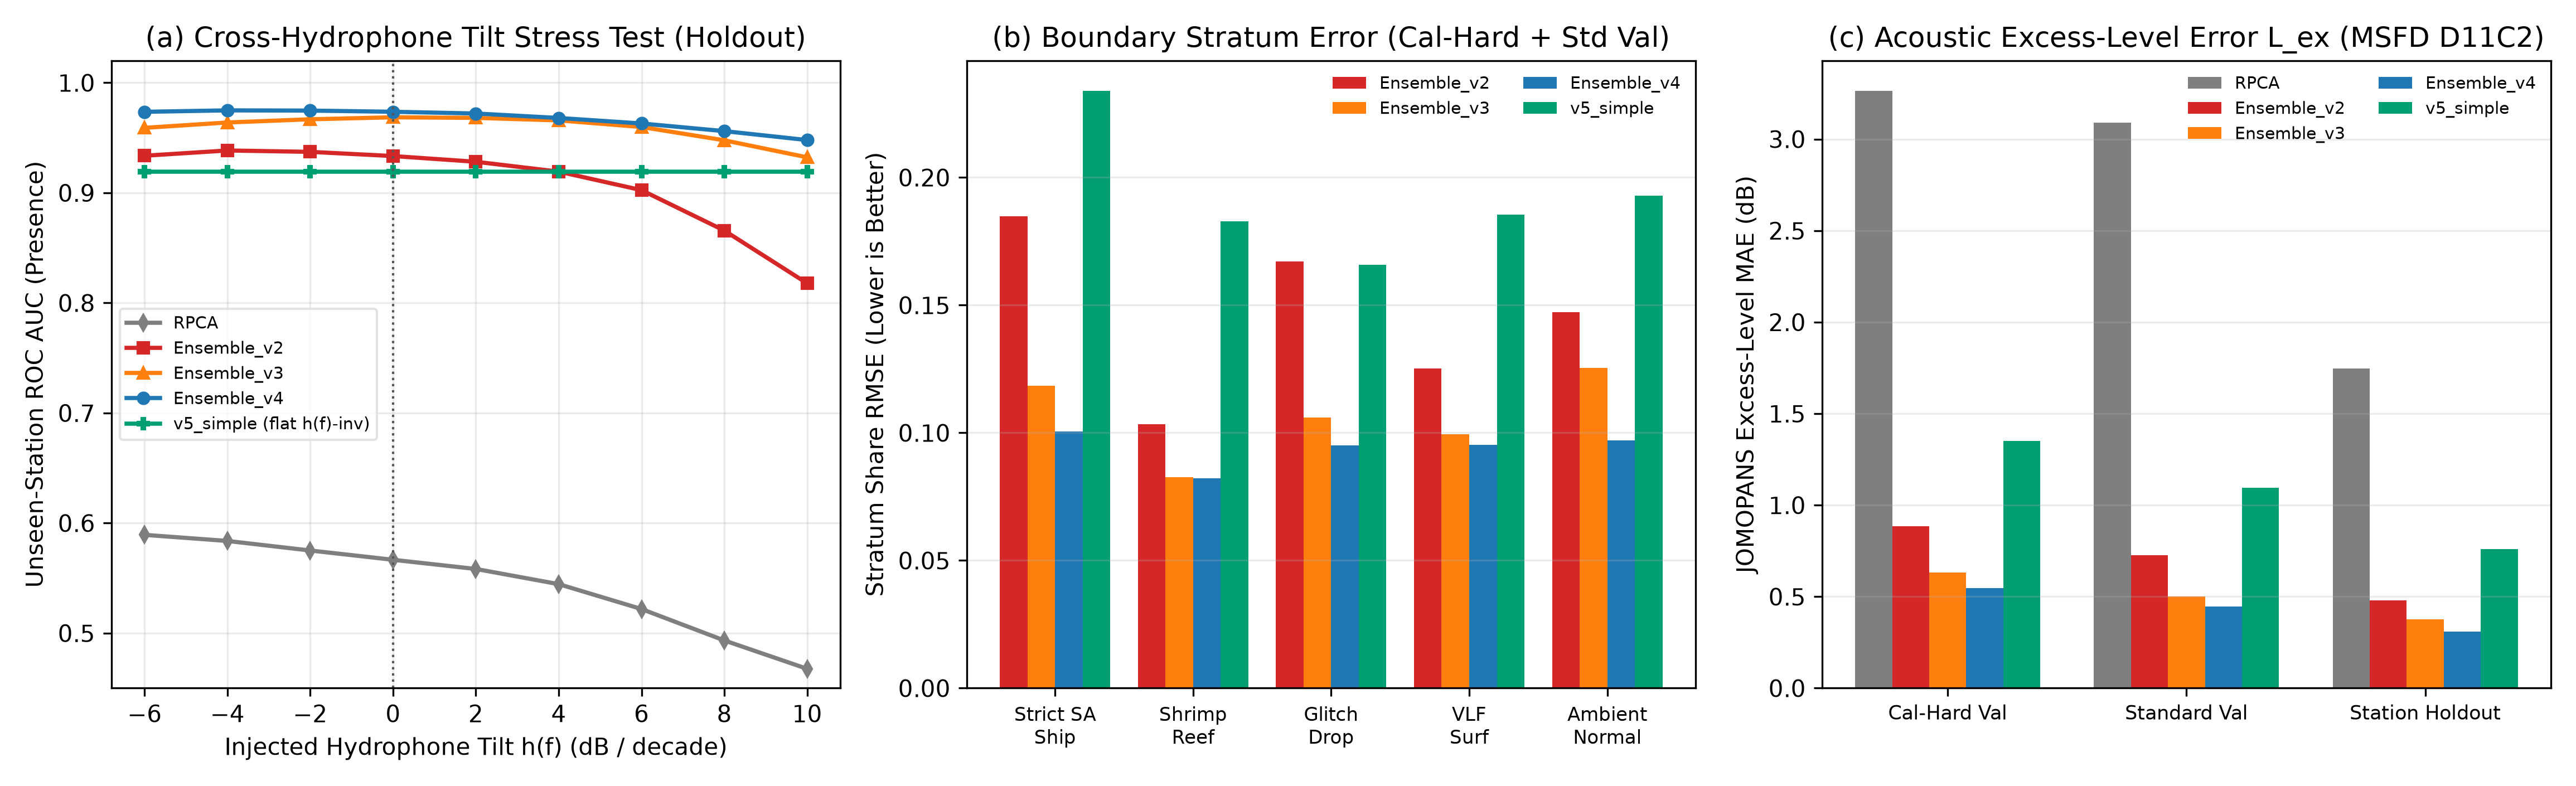 (a) Cross-Hydrophone Tilt Stress Test (Holdout)
Unseen-Station ROC AUC (Presence)
1.0
0.9
0.8
0.7
0.6
0.5
RPCA
Ensemble_v2
Ensemble_v3
Ensemble_v4
v5_simple (flat h(f)-inv)
−6 −4 −2 0 2 4 6 8 10
Injected Hydrophone Tilt h(f) (dB / decade)
(b) Boundary Stratum Error (Cal-Hard + Std Val)
Stratum Share RMSE (Lower is Better)
0.20
0.15
0.10
0.05
0.00
Ensemble_v2
Ensemble_v3
Ensemble_v4
v5_simple
Strict SA
Ship
Shrimp
Reef
Glitch
Drop
VLF
Surf
Ambient
Normal
(c) Acoustic Excess-Level Error L_ex (MSFD D11C2)
JOMOPANS Excess-Level MAE (dB)
3.0
2.5
2.0
1.5
1.0
0.5
0.0
RPCA
Ensemble_v2
Ensemble_v3
Ensemble_v4
v5_simple
Cal-Hard Val
Standard Val
Station Holdout